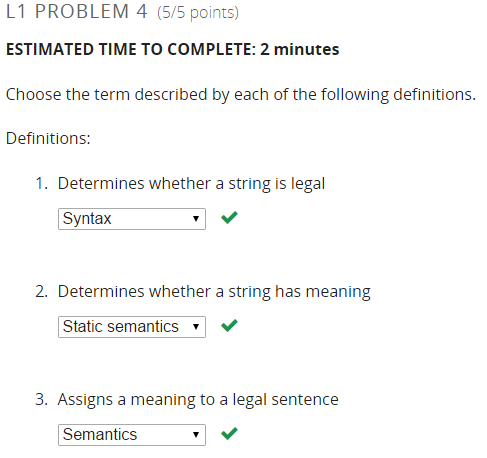 L1 PROBLEM 4 (5/5 points)
ESTIMATED TIME TO COMPLETE: 2 minutes
Choose the term described by each of the following definitions.
Definitions:
1. Determines whether a string is legal
Syntax
2. Determines whether a string has meaning
Static semantics
3. Assigns a meaning to a legal sentence
Semantics